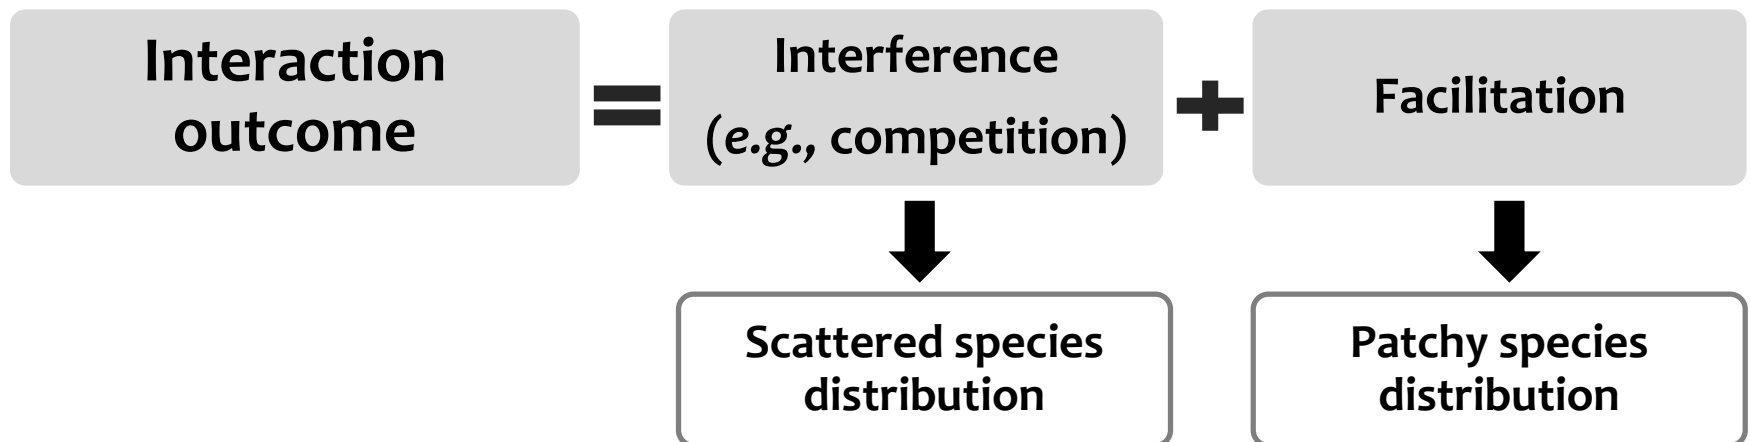 Interaction
outcome
=
Interference
(e.g., competition)
+
Facilitation
Scattered species
distribution
Patchy species
distribution